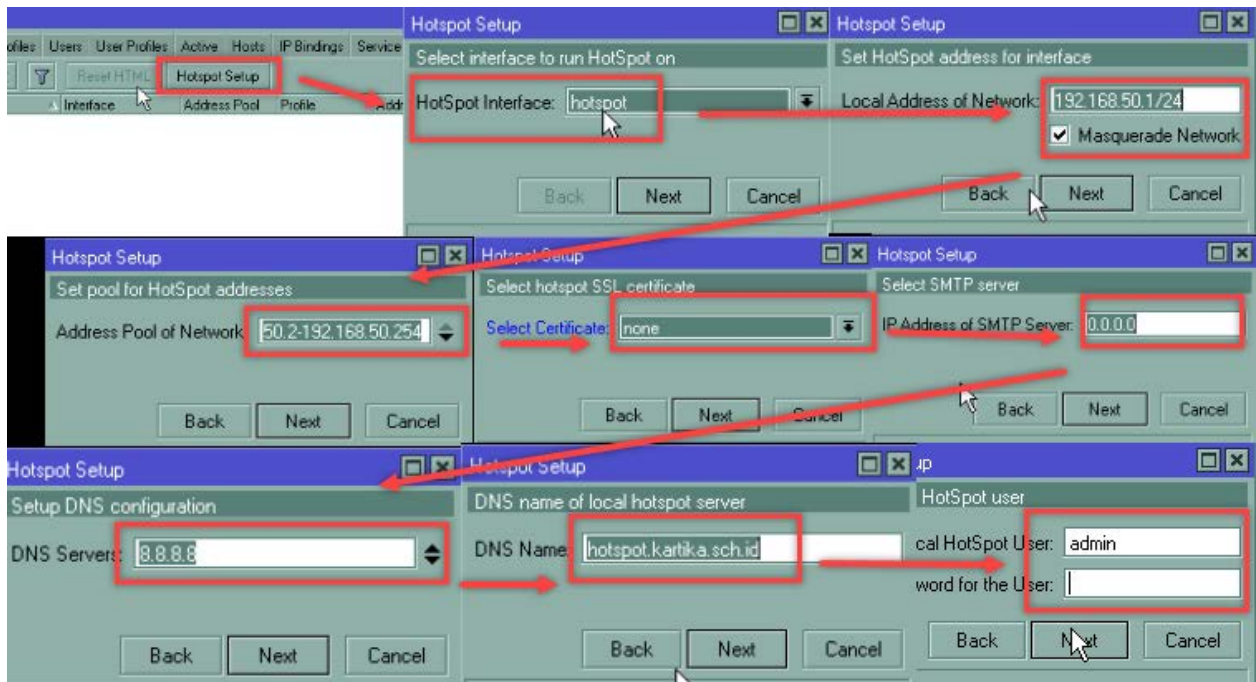 Users User Profiles Active Hosts IP Bindings Service
Reset HTML Hotspot Setup
Interface Address Pool Profile
Hotspot Setup
Select interface to run HotSpot on
HotSpot Interface: hotspot
Back Next Cancel
Hotspot Setup
Set HotSpot address for interface
Local Address of Network: 192.168.50.1/24
Masquerade Network
Back Next Cancel
Hotspot Setup
Set pool for HotSpot addresses
Address Pool of Network 50.2-192.168.50.254
Back Next Cancel
Hotspot Setup
Select hotspot SSL certificate
Select Certificate: none
Back Next Cancel
Hotspot Setup
Select SMTP server
IP Address of SMTP Server: 0.0.0.0
Back Next Cancel
Hotspot Setup
Setup DNS configuration
DNS Servers: 8.8.8.8
Back Next Cancel
Hotspot Setup
DNS name of local hotspot server
DNS Name hotspot.kartika.sch.id
Back Next Cancel
up
HotSpot user
cal HotSpot User: admin
word for the User:
Back Next Cancel